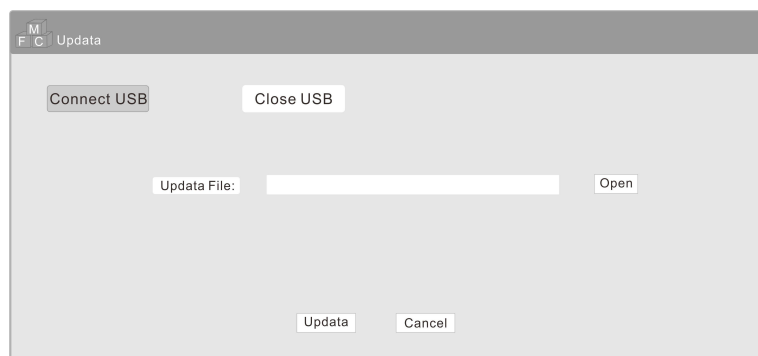 M
F C Updata
Connect USB Close USB
Updata File: Open
Updata Cancel